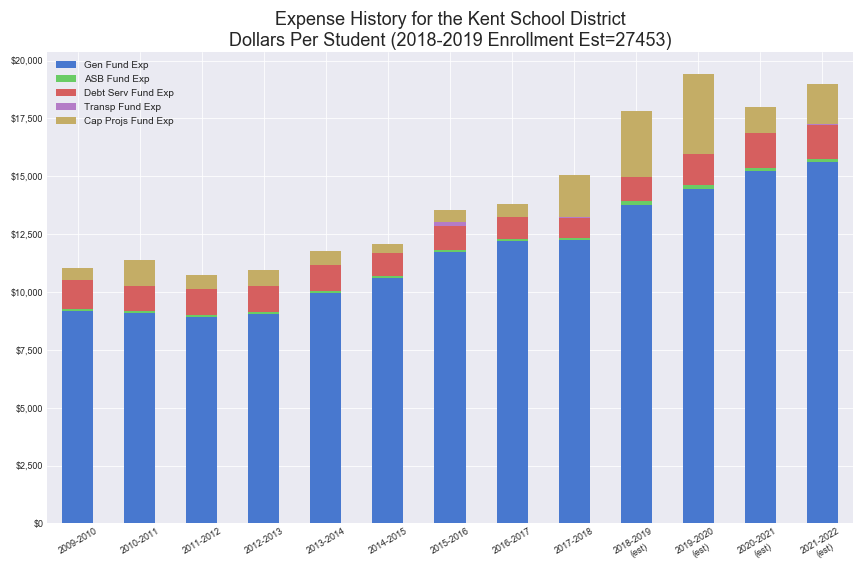 Expense History for the Kent School District
Dollars Per Student (2018-2019 Enrollment Est=27453)
Gen Fund Exp
ASB Fund Exp
Debt Serv Fund Exp
Transp Fund Exp
Cap Projs Fund Exp
$20,000
$17,500
$15,000
$12,500
$10,000
$7,500
$5,000
$2,500
$0
2009-2010
2010-2011
2011-2012
2012-2013
2013-2014
2014-2015
2015-2016
2016-2017
2017-2018
2018-2019
(est)
2019-2020
(est)
2020-2021
(est)
2021-2022
(est)